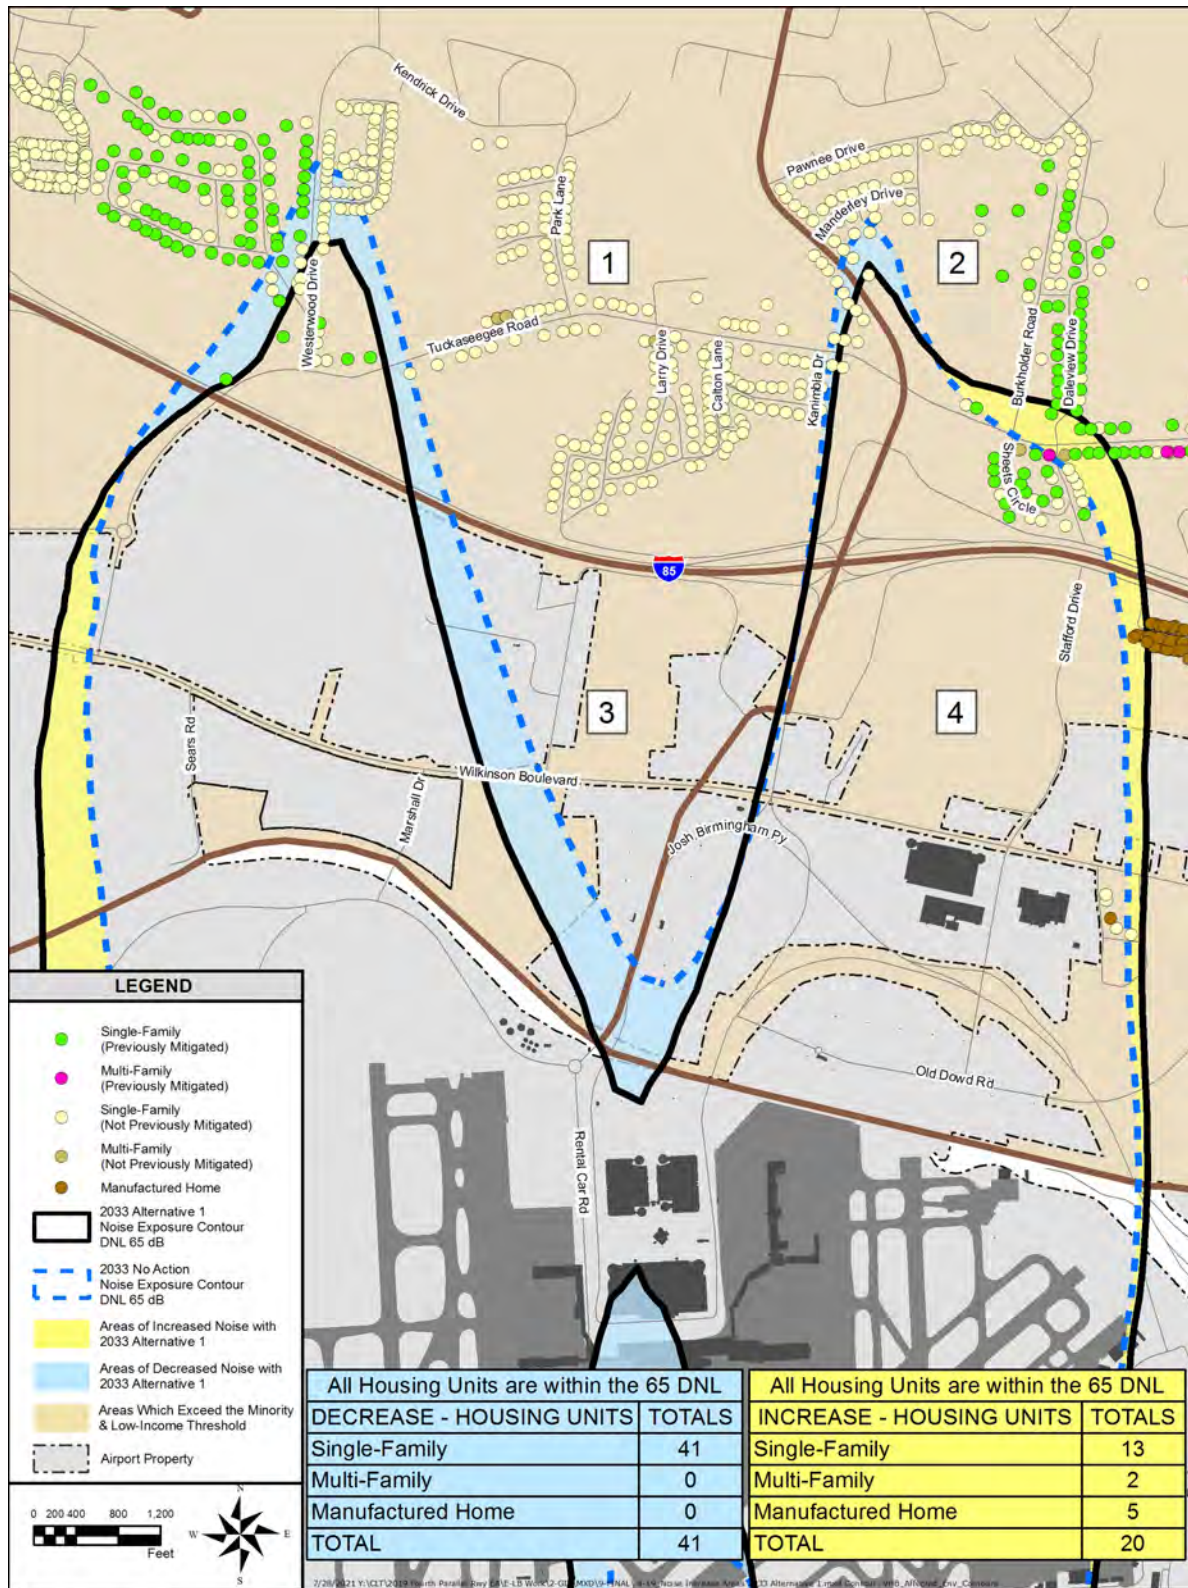 Kendrick Drive
Pawnee Drive
Manderley Drive
Park Lane
1
2
Westerwood Drive
Tuckaseegee Road
Larry Drive
Calton Lane
Kanimbia Dr
Burkholder Road
Daleview Drive
Sheets Circle
85
Stafford Drive
3
4
Sears Rd
Marshall Dr
Wilkinson Boulevard
Josh Birmingham Py
Old Dowd Rd
Rental Car Rd
LEGEND
Single-Family
(Previously Mitigated)
Multi-Family
(Previously Mitigated)
Single-Family
(Not Previously Mitigated)
Multi-Family
(Not Previously Mitigated)
Manufactured Home
2033 Alternative 1
Noise Exposure Contour
DNL 65 dB
2033 No Action
Noise Exposure Contour
DNL 65 dB
Areas of Increased Noise with
2033 Alternative 1
Areas of Decreased Noise with
2033 Alternative 1
Areas Which Exceed the Minority
& Low-Income Threshold
Airport Property
0 200 400 800 1,200
Feet
N
W E
S
All Housing Units are within the 65 DNL
DECREASE - HOUSING UNITS TOTALS
Single-Family 41
Multi-Family 0
Manufactured Home 0
TOTAL 41
All Housing Units are within the 65 DNL
INCREASE - HOUSING UNITS TOTALS
Single-Family 13
Multi-Family 2
Manufactured Home 5
TOTAL 20